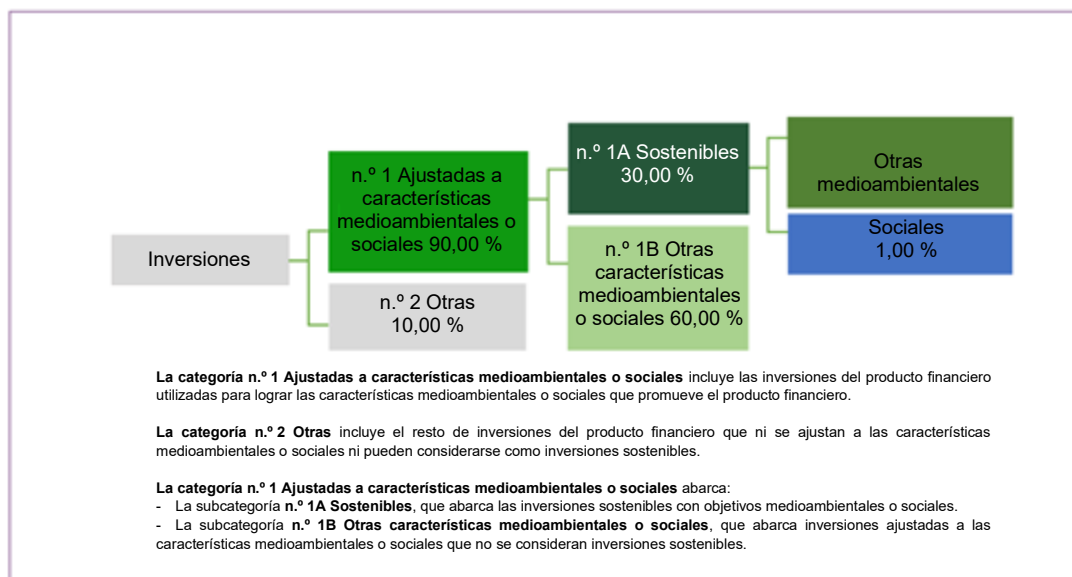 Inversiones
n.º 1 Ajustadas a
características
medioambientales o
sociales 90,00 %
n.º 2 Otras
10,00 %
n.º 1A Sostenibles
30,00 %
n.º 1B Otras
características
medioambientales
o sociales 60,00 %
Otras
medioambientales
Sociales
1,00 %
La categoría n.º 1 Ajustadas a características medioambientales o sociales incluye las inversiones del producto financiero
utilizadas para lograr las características medioambientales o sociales que promueve el producto financiero.
La categoría n.º 2 Otras incluye el resto de inversiones del producto financiero que ni se ajustan a las características
medioambientales o sociales ni pueden considerarse como inversiones sostenibles.
La categoría n.º 1 Ajustadas a características medioambientales o sociales abarca:
- La subcategoría n.º 1A Sostenibles, que abarca las inversiones sostenibles con objetivos medioambientales o sociales.
- La subcategoría n.º 1B Otras características medioambientales o sociales, que abarca inversiones ajustadas a las
características medioambientales o sociales que no se consideran inversiones sostenibles.